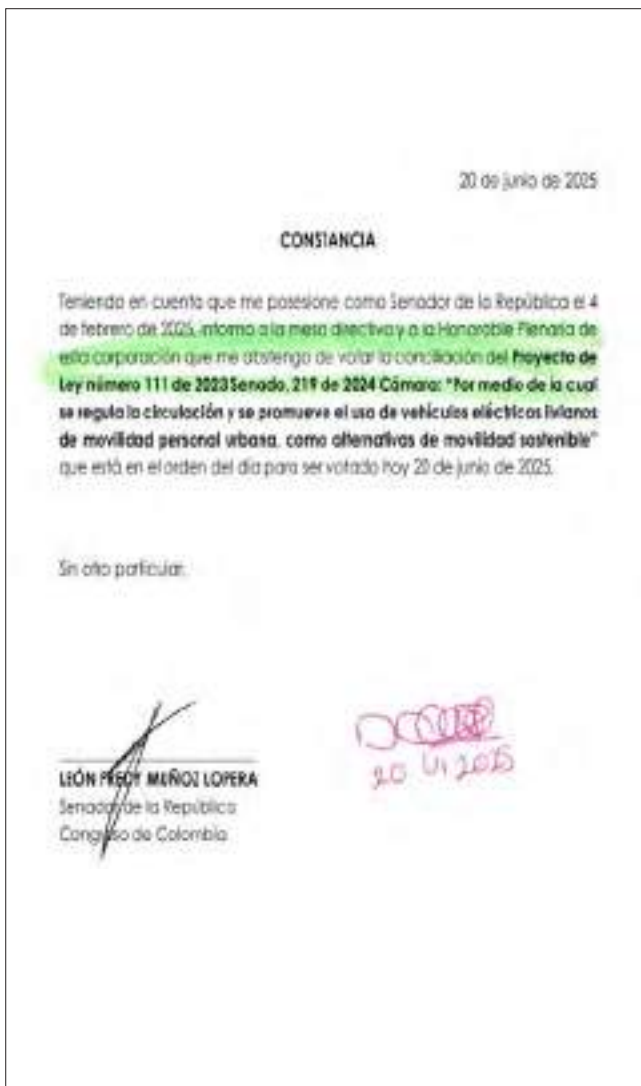 20 de junio de 2025
CONSTANCIA
Teniendo en cuenta que me posesione como Senador de la República el 4
de febrero de 2025, informo a la mesa directiva y a la Honorable Plenaria de
esta corporación que me abstengo de votar la conciliación del Proyecto de
Ley número 111 de 2023 Senado, 219 de 2024 Cámara: "Por medio de la cual
se regula la circulación y se promueve el uso de vehículos eléctricos livianos
de movilidad personal urbana, como alternativas de movilidad sostenible"
que está en el orden del día para ser votado hoy 20 de junio de 2025.
Sin otro particular,
LEÓN FREDY MUÑOZ LOPERA
Senador de la República
Congreso de Colombia
20 VI 2025